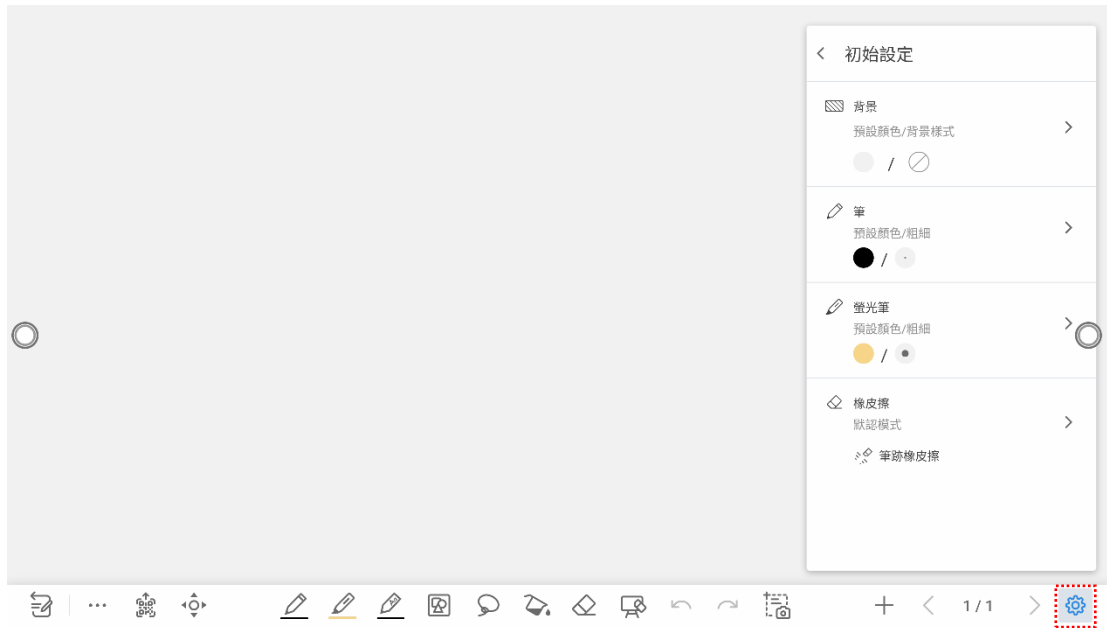 初始設定
背景
預設顏色/背景樣式
/
筆
預設顏色/粗細
/
螢光筆
預設顏色/粗細
/
橡皮擦
默認模式
筆跡橡皮擦
1 / 1